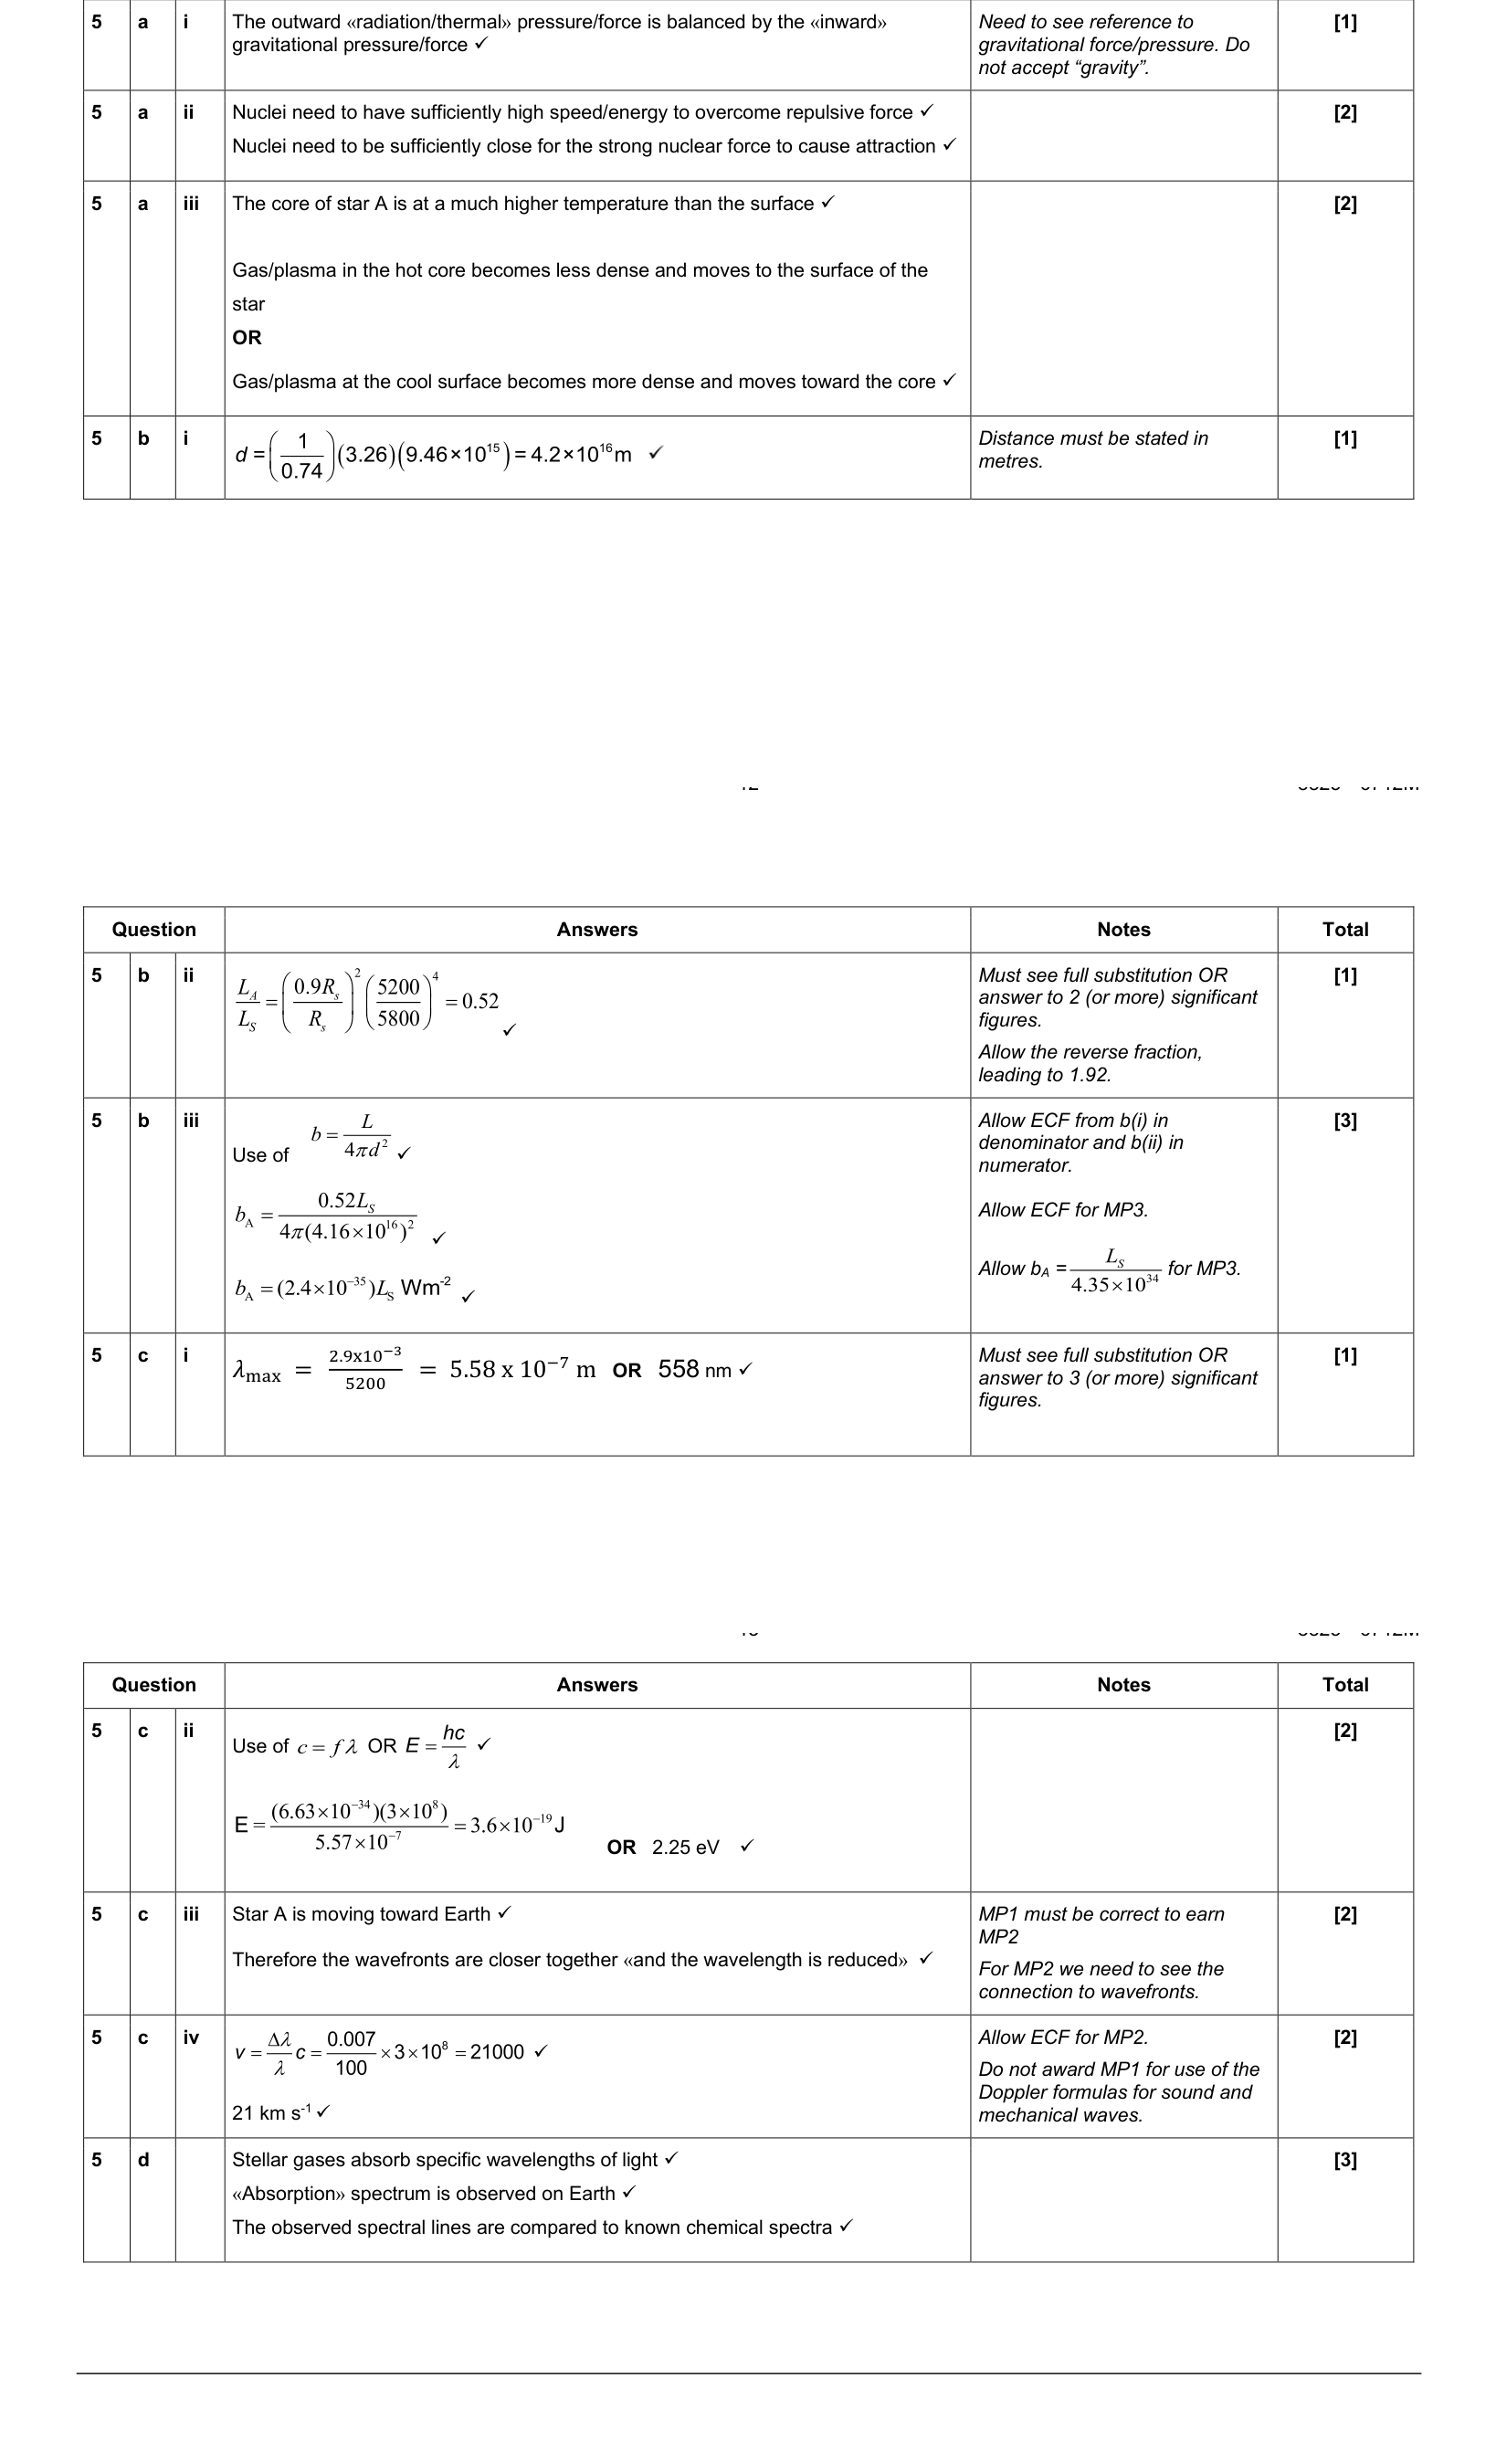 5 a i The outward «radiation/thermal» pressure/force is balanced by the «inward» gravitational pressure/force ✓
Need to see reference to gravitational force/pressure. Do not accept “gravity”.
[1]
5 a ii Nuclei need to have sufficiently high speed/energy to overcome repulsive force ✓
Nuclei need to be sufficiently close for the strong nuclear force to cause attraction ✓
[2]
5 a iii The core of star A is at a much higher temperature than the surface ✓
Gas/plasma in the hot core becomes less dense and moves to the surface of the
star
OR
Gas/plasma at the cool surface becomes more dense and moves toward the core ✓
[2]
5 b i d = (1/0.74)(3.26)(9.46×10¹⁵) = 4.2×10¹⁶ m ✓
Distance must be stated in metres.
[1]
Question Answers Notes Total
5 b ii L_A/L_S = (0.9R_s/R_s)² (5200/5800)⁴ = 0.52 ✓
Must see full substitution OR answer to 2 (or more) significant figures.
Allow the reverse fraction, leading to 1.92.
[1]
5 b iii Use of b = L/4πd² ✓
b_A = 0.52L_S/4π(4.16×10¹⁶)² ✓
b_A = (2.4×10⁻³⁵)L_S Wm⁻² ✓
Allow ECF from b(i) in denominator and b(ii) in numerator.
Allow ECF for MP3.
Allow b_A = L_S/4.35×10³⁴ for MP3.
[3]
5 c i λ_max = 2.9x10⁻³/5200 = 5.58 x 10⁻⁷ m OR 558 nm ✓
Must see full substitution OR answer to 3 (or more) significant figures.
[1]
Question Answers Notes Total
5 c ii Use of c = fλ OR E = hc/λ ✓
E = (6.63×10⁻³⁴)(3×10⁸)/5.57×10⁻⁷ = 3.6×10⁻¹⁹ J OR 2.25 eV ✓
[2]
5 c iii Star A is moving toward Earth ✓
Therefore the wavefronts are closer together «and the wavelength is reduced» ✓
MP1 must be correct to earn MP2
For MP2 we need to see the connection to wavefronts.
[2]
5 c iv v = Δλ/λ c = 0.007/100 × 3×10⁸ = 21000 ✓
21 km s⁻¹ ✓
Allow ECF for MP2.
Do not award MP1 for use of the Doppler formulas for sound and mechanical waves.
[2]
5 d Stellar gases absorb specific wavelengths of light ✓
«Absorption» spectrum is observed on Earth ✓
The observed spectral lines are compared to known chemical spectra ✓
[3]